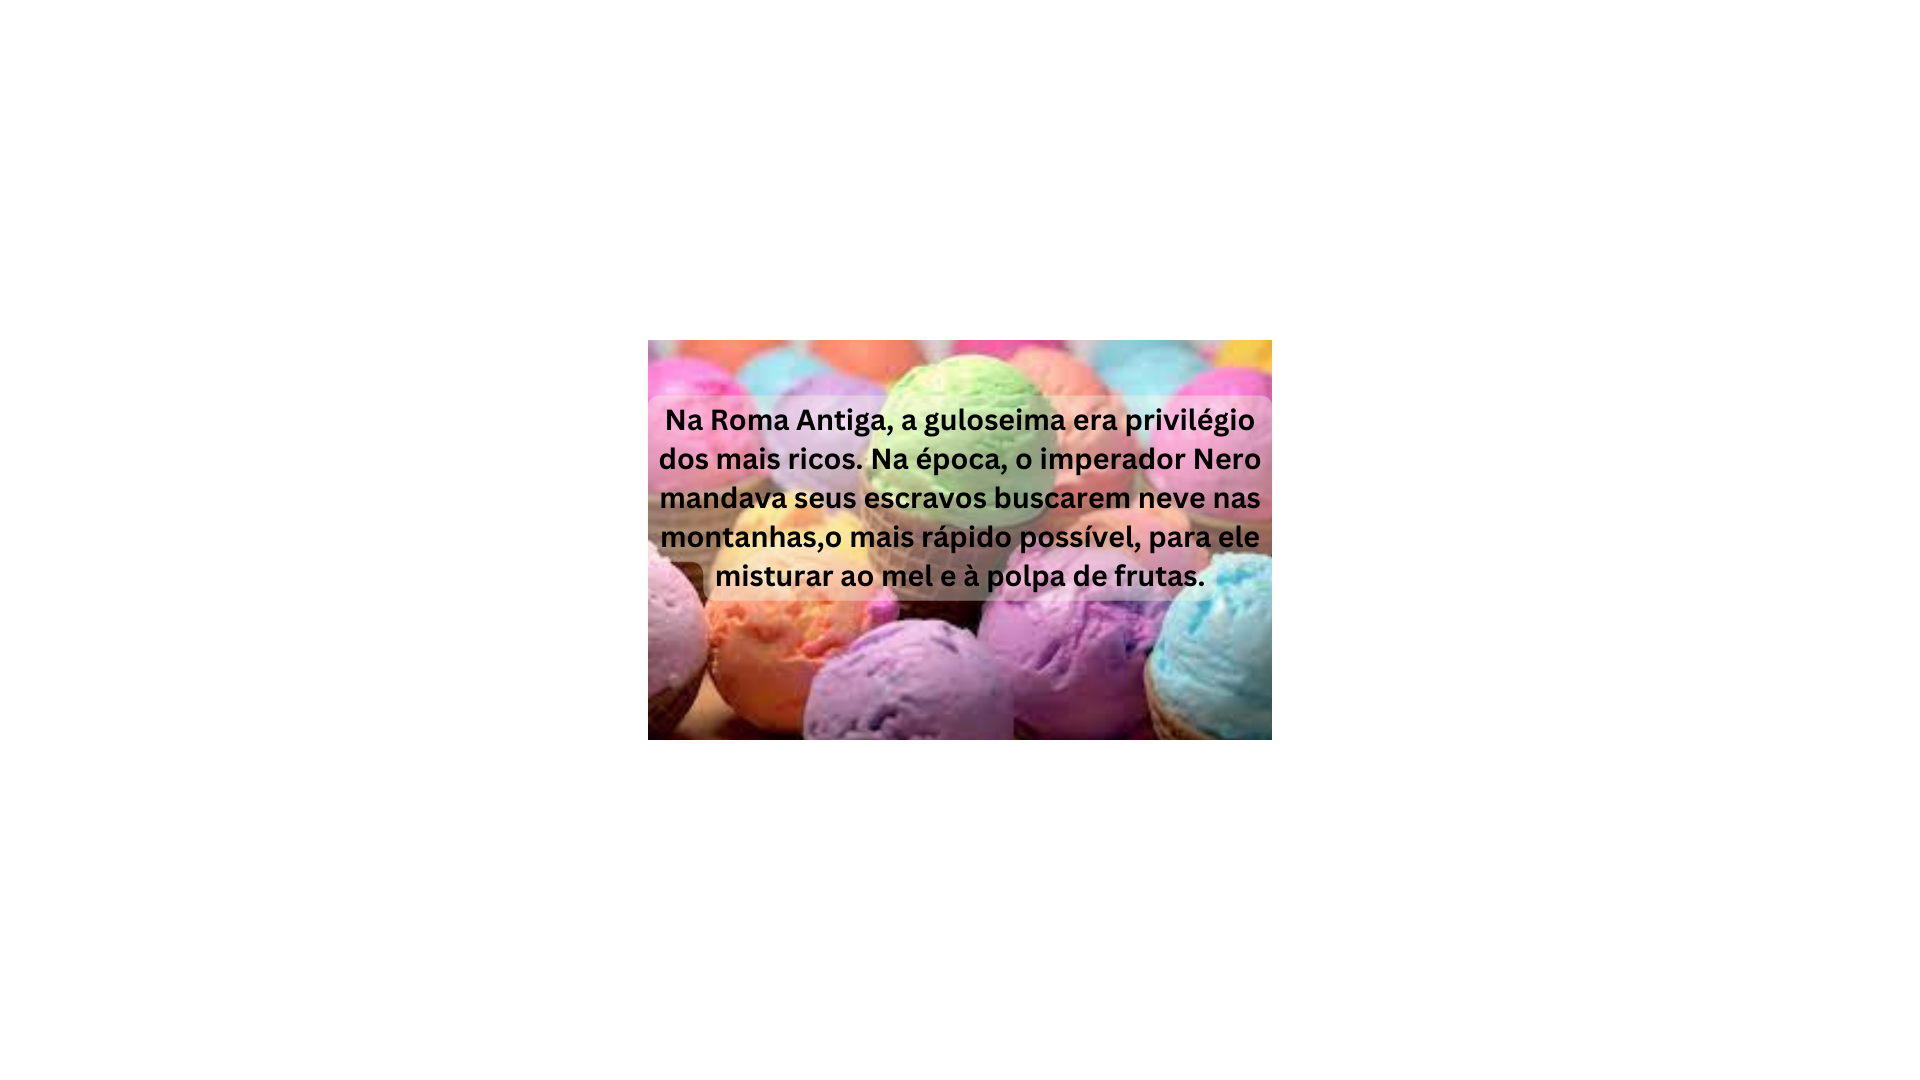 Na Roma Antiga, a guloseima era privilégio
dos mais ricos. Na época, o imperador Nero
mandava seus escravos buscarem neve nas
montanhas,o mais rápido possível, para ele
misturar ao mel e à polpa de frutas.